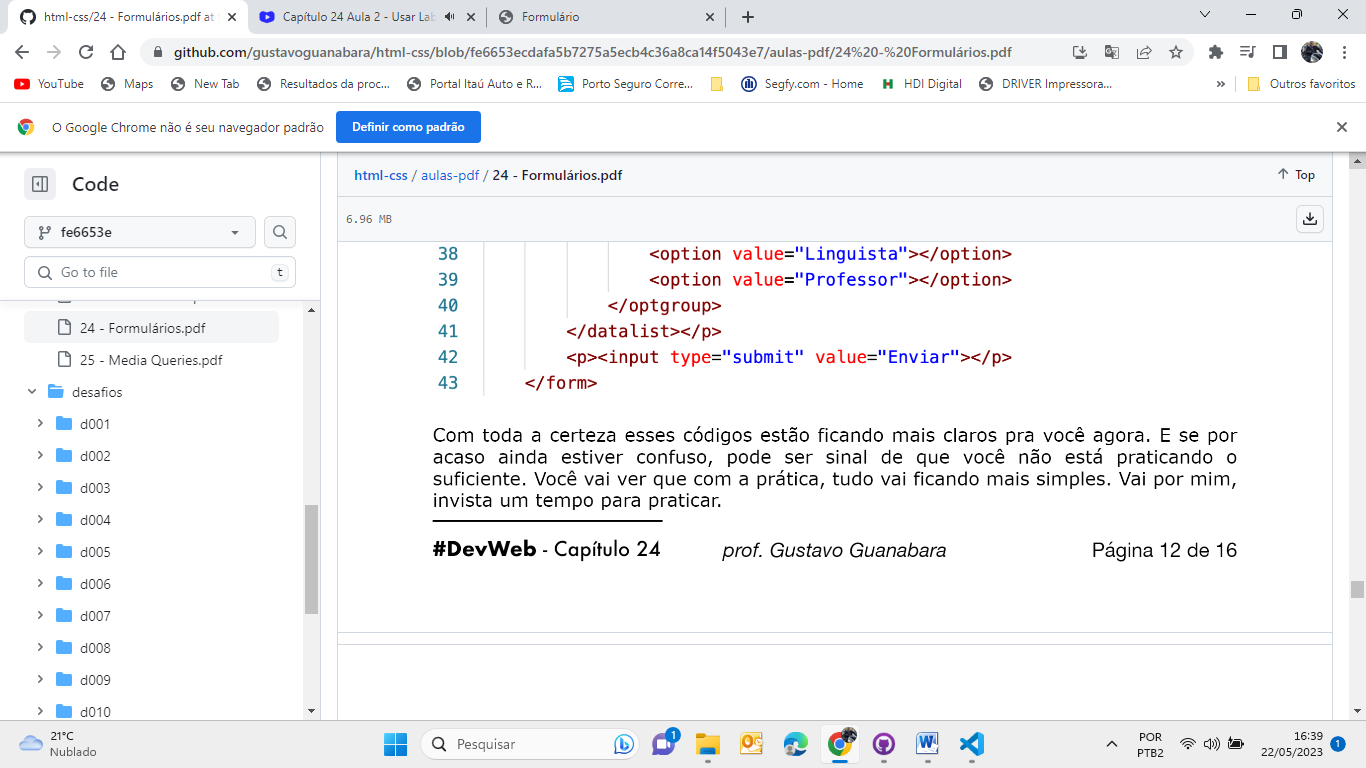 html-css/24 - Formulários.pdf at
Capítulo 24 Aula 2 - Usar Lab
Formulário
github.com/gustavoguanabara/html-css/blob/fe6653ecdafa5b7275a5ecb4c36a8ca14f5043e7/aulas-pdf/24%20-%20Formulários.pdf
YouTube Maps New Tab Resultados da proc... Portal Itaú Auto e R... Porto Seguro Corre... Segfy.com - Home HDI Digital DRIVER Impressora... » Outros favoritos
O Google Chrome não é seu navegador padrão Definir como padrão
Code
fe6653e
Go to file t
24 - Formulários.pdf
25 - Media Queries.pdf
desafios
d001
d002
d003
d004
d005
d006
d007
d008
d009
d010
html-css / aulas-pdf / 24 - Formulários.pdf Top
6.96 MB
38 <option value="Linguista"></option>
39 <option value="Professor"></option>
40 </optgroup>
41 </datalist></p>
42 <p><input type="submit" value="Enviar"></p>
43 </form>
Com toda a certeza esses códigos estão ficando mais claros pra você agora. E se por
acaso ainda estiver confuso, pode ser sinal de que você não está praticando o
suficiente. Você vai ver que com a prática, tudo vai ficando mais simples. Vai por mim,
invista um tempo para praticar.
#DevWeb - Capítulo 24 prof. Gustavo Guanabara Página 12 de 16
21°C
Nublado
Pesquisar
1
POR
PTB2
16:39
22/05/2023
1